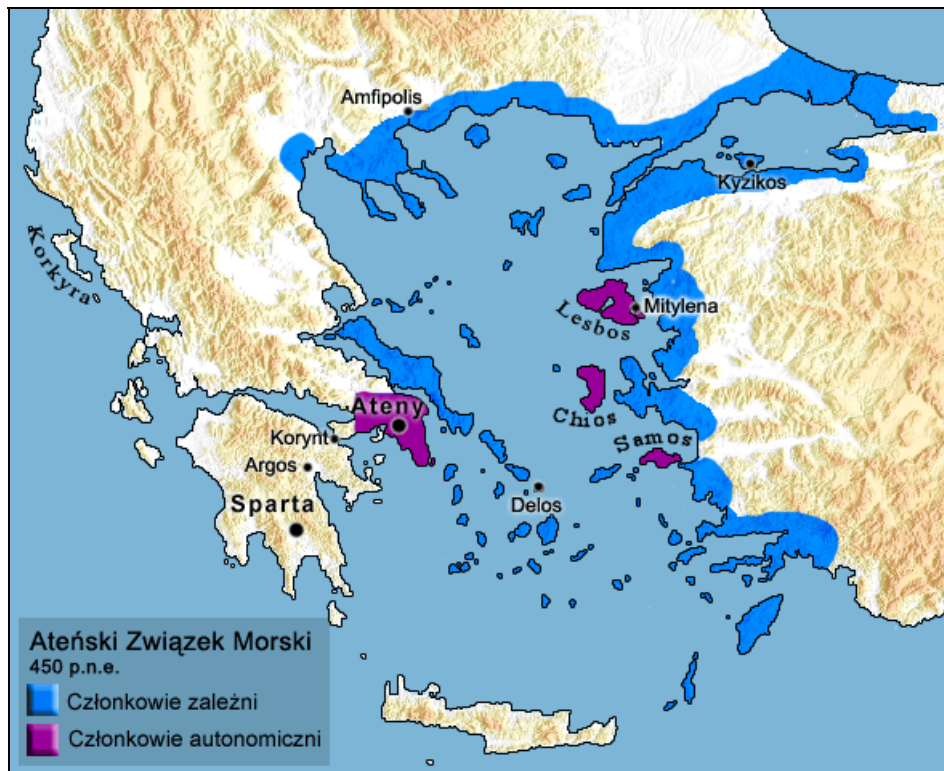 Amfipolis
Kyzikos
Korkyra
Mitylena
Lesbos
Chios
Ateny
Samos
Korynt
Argos
Sparta
Delos
Ateński Związek Morski
450 p.n.e.
Członkowie zależni
Członkowie autonomiczni